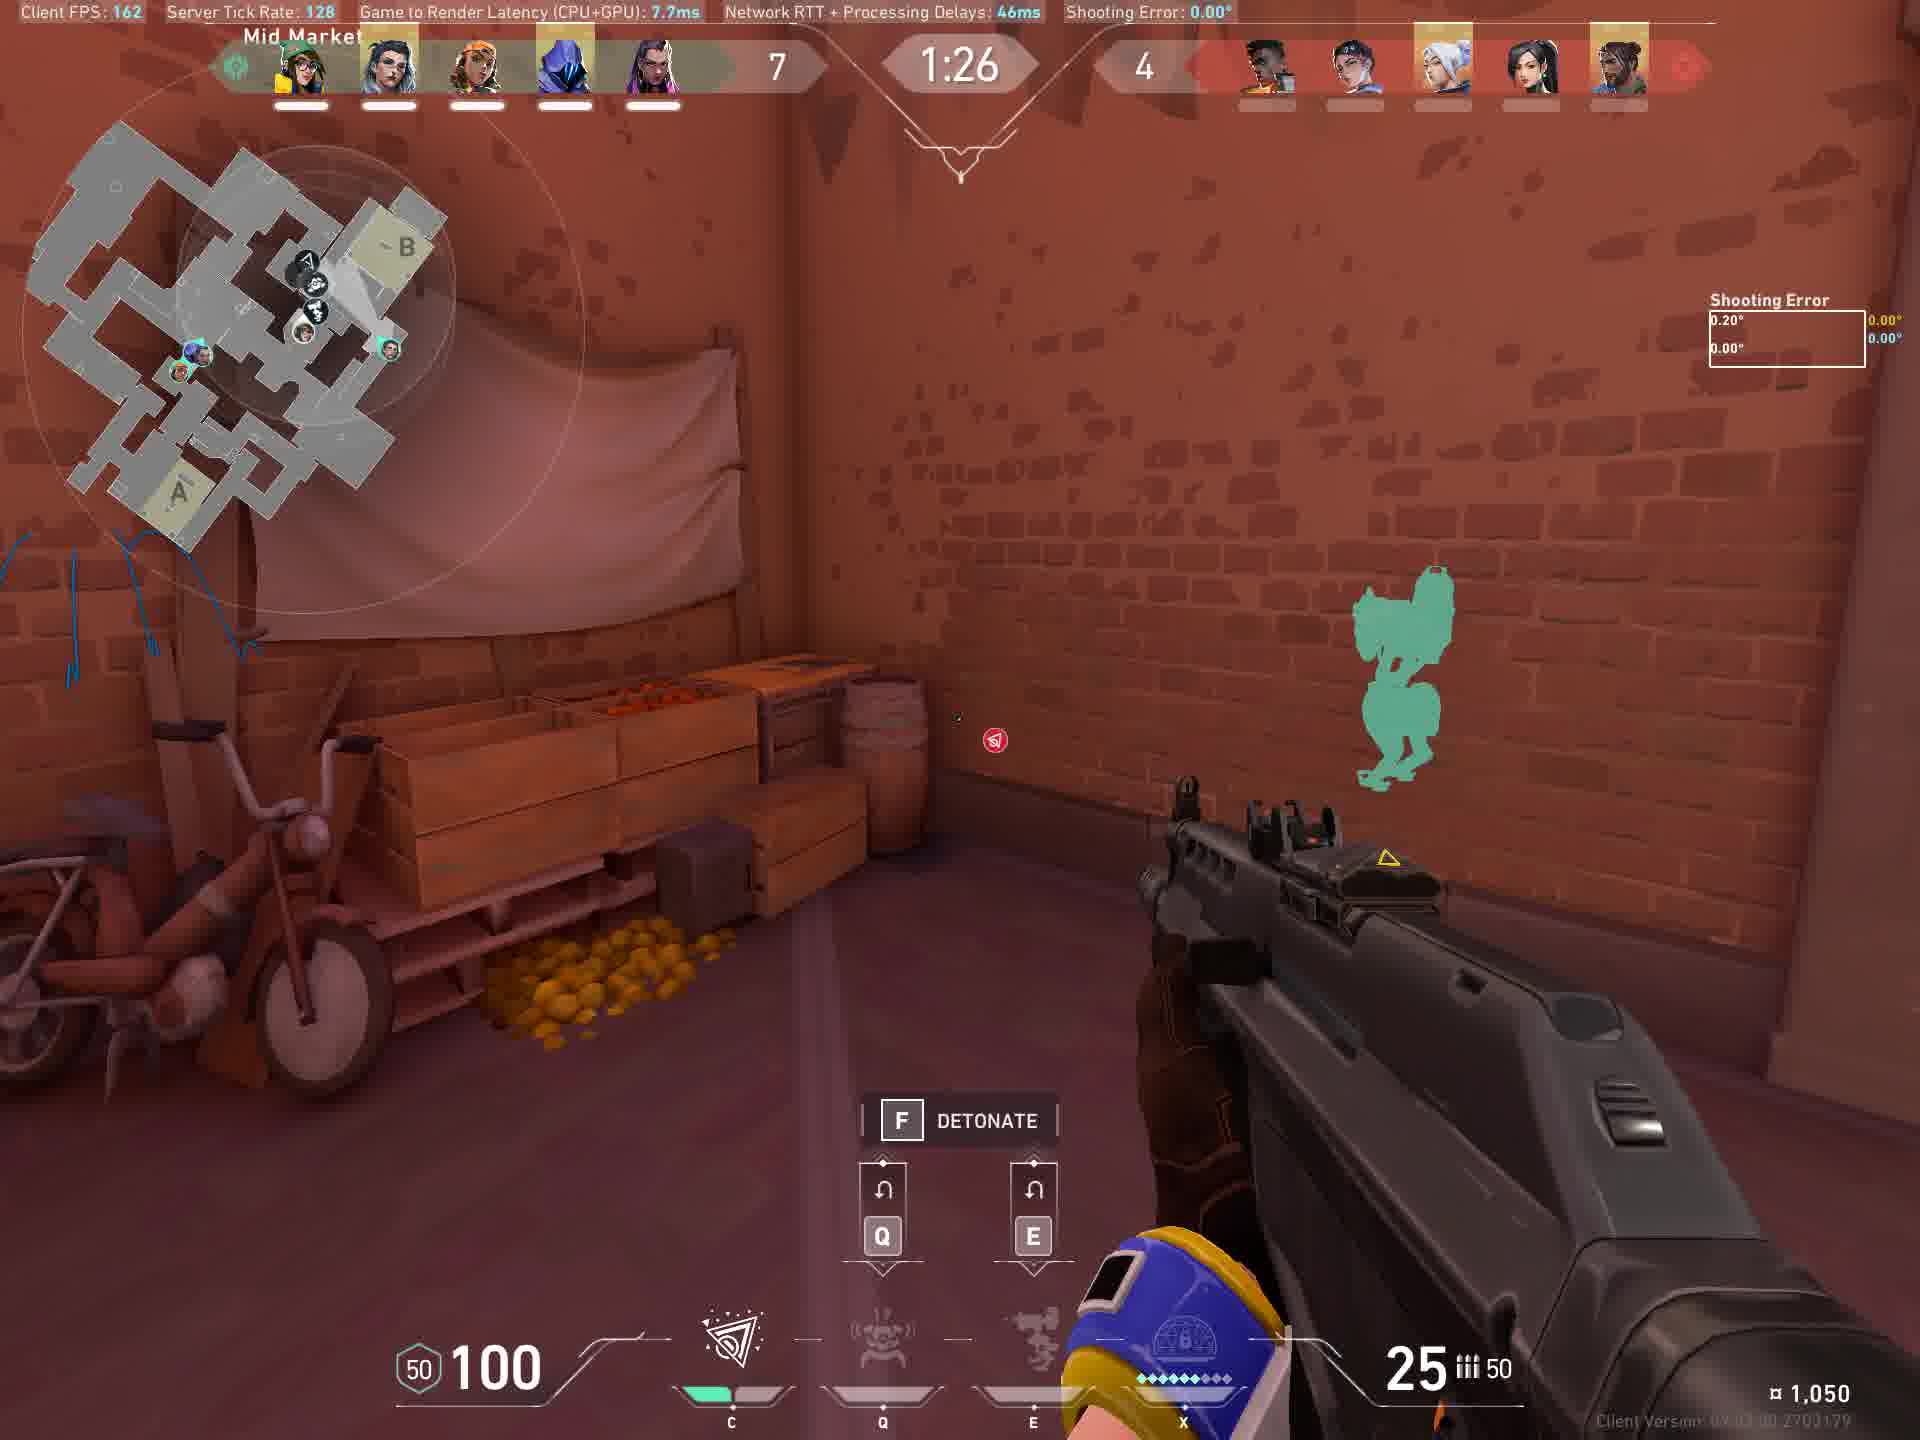 Client FPS: 162 Server Tick Rate: 128 Game to Render Latency (CPU+GPU): 7.7ms Network RTT + Processing Delays: 46ms Shooting Error: 0.00°
Mid Market
7
1:26
4
B
A
Shooting Error
0.20°
0.00°
0.00°
0.00°
F DETONATE
Q
E
50
100
25
50
C
Q
E
X
¤ 1,050